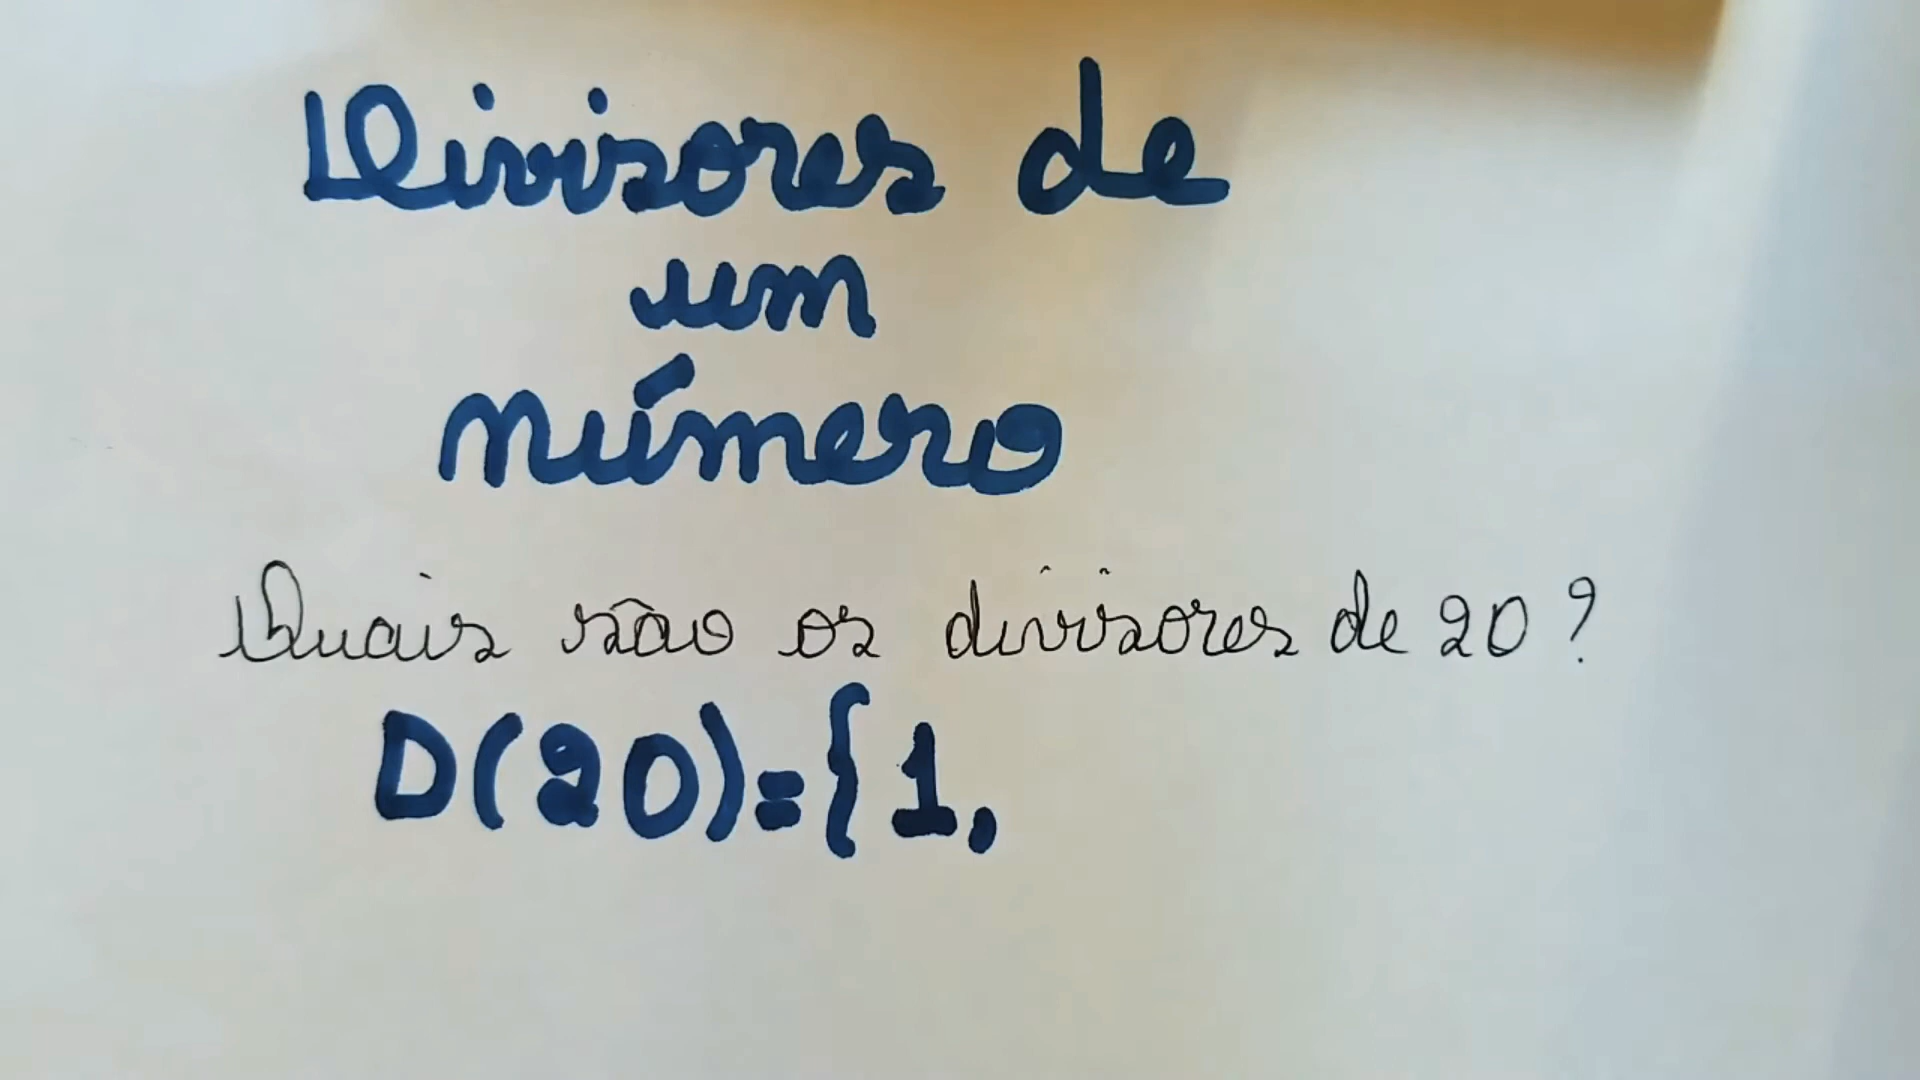 Divisores de
um
número
Quais são os divisores de 20?
D(20)={1,